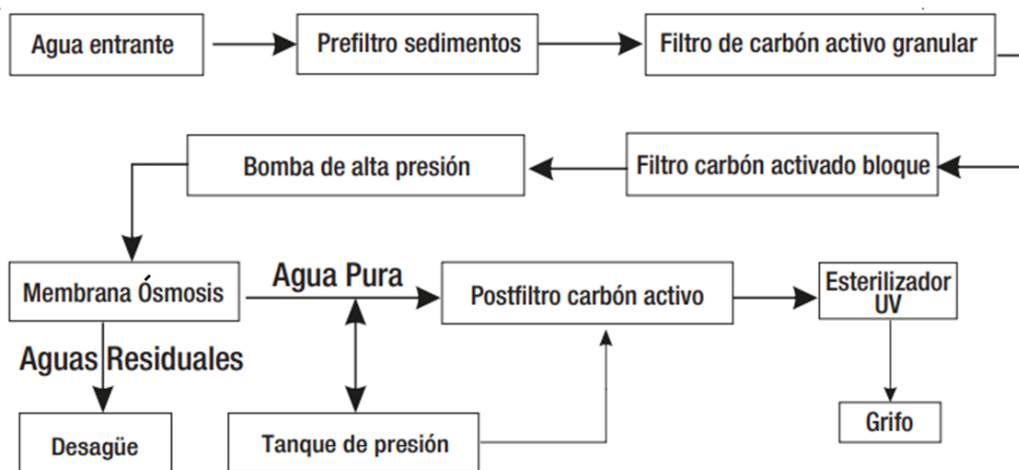 Agua entrante
Prefiltro sedimentos
Filtro de carbón activo granular
Bomba de alta presión
Filtro carbón activado bloque
Membrana Ósmosis
Agua Pura
Postfiltro carbón activo
Esterilizador
UV
Aguas Residuales
Desagüe
Tanque de presión
Grifo